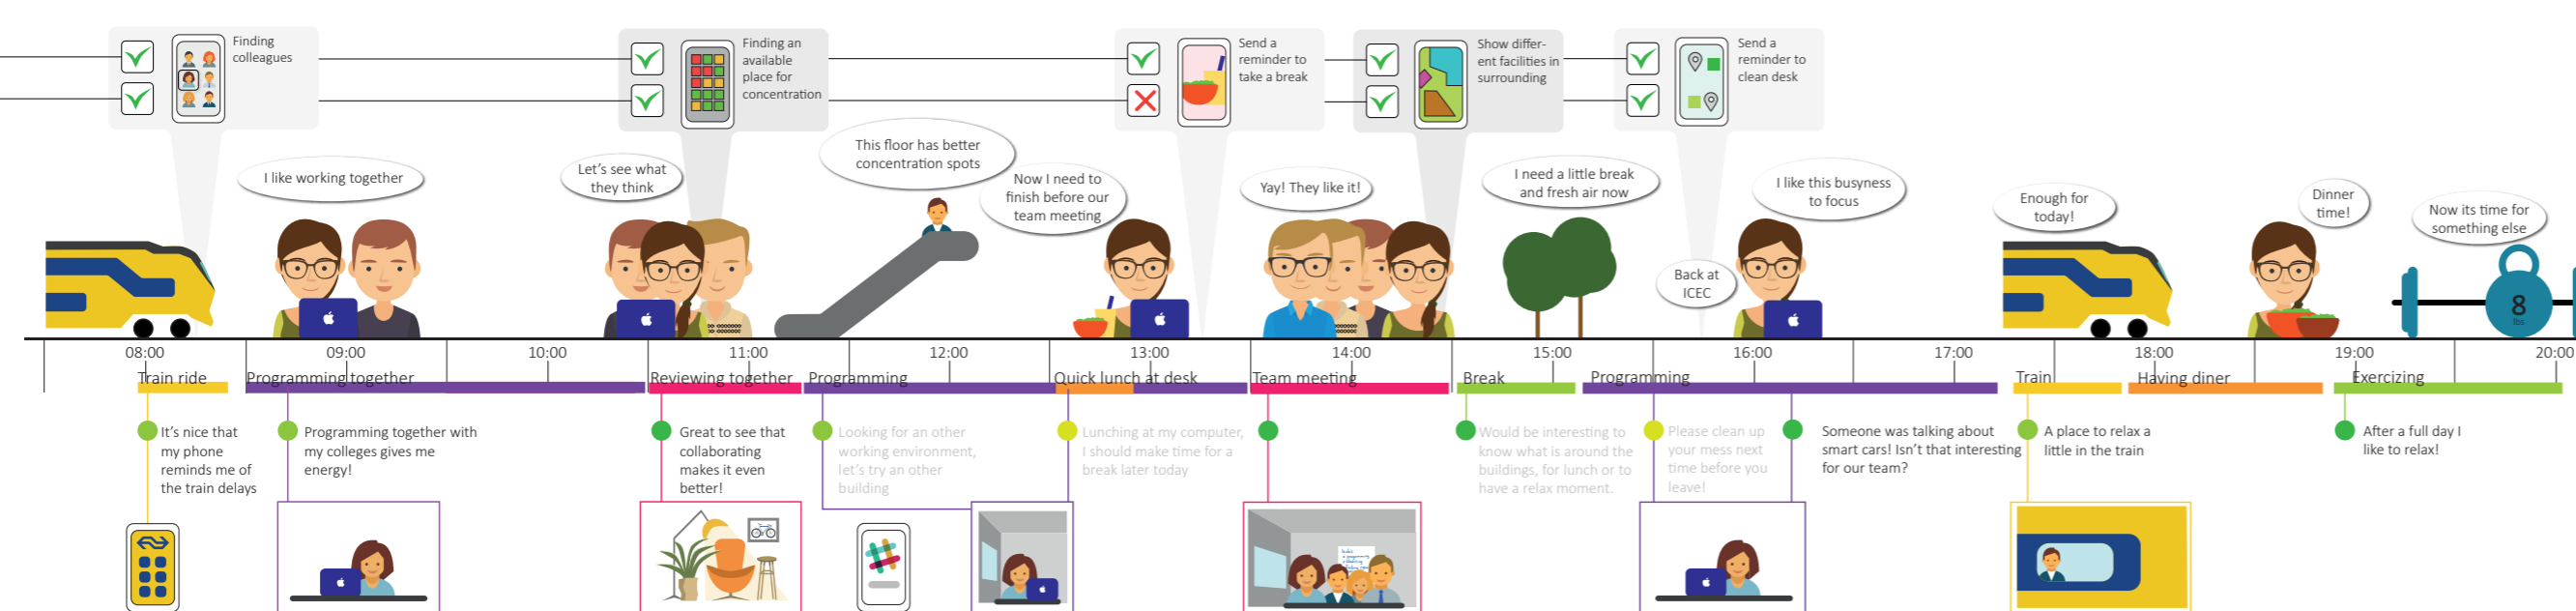 Finding
colleagues
Finding an
available
place for
concentration
Send a
reminder to
take a break
Show differ-
ent facilities in
surrounding
Send a
reminder to
clean desk
I like working together
Let's see what
they think
This floor has better
concentration spots
Now I need to
finish before our
team meeting
Yay! They like it!
I need a little break
and fresh air now
Back at
ICEC
I like this busyness
to focus
Enough for
today!
Dinner
time!
Now its time for
something else
8
lbs
08:00
09:00
10:00
11:00
12:00
13:00
14:00
15:00
16:00
17:00
18:00
19:00
20:00
Train ride
Programming together
Reviewing together
Programming
Quick lunch at desk
Team meeting
Break
Programming
Train
Having diner
Exercizing
It's nice that
my phone
reminds me of
the train delays
Programming together with
my colleges gives me
energy!
Great to see that
collaborating
makes it even
better!
Looking for an other
working environment,
let's try an other
building
Lunching at my computer,
I should make time for a
break later today
Would be interesting to
know what is around the
buildings, for lunch or to
have a relax moment.
Please clean up
your mess next
time before you
leave!
Someone was talking about
smart cars! Isn't that interesting
for our team?
A place to relax a
little in the train
After a full day I
like to relax!